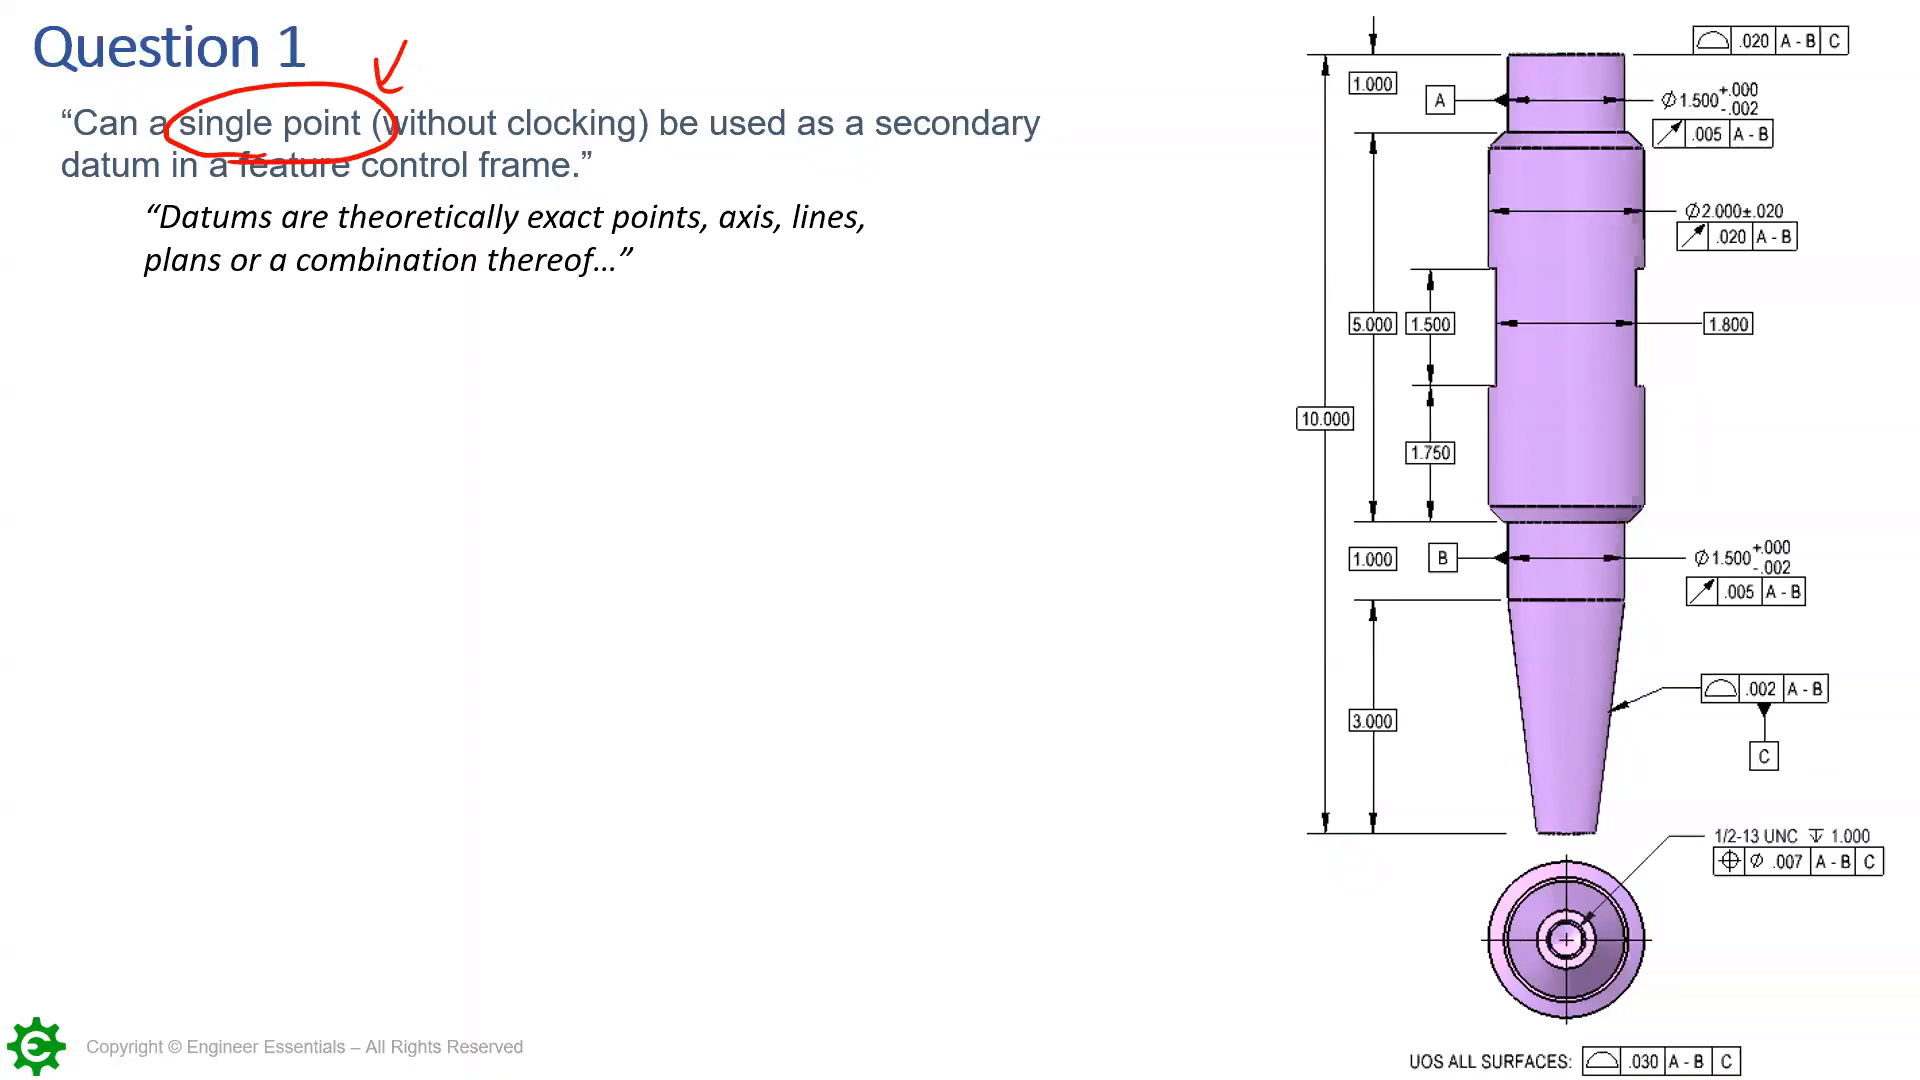 Question 1
“Can a single point (without clocking) be used as a secondary
datum in a feature control frame.”
“Datums are theoretically exact points, axis, lines,
plans or a combination thereof…”
⌓ .020 A - B C
1.000
A
∅1.500 +.000
-.002
↗ .005 A - B
∅2.000±.020
↗ .020 A - B
5.000
1.500
1.800
10.000
1.750
1.000
B
∅1.500 +.000
-.002
↗ .005 A - B
⌓ .002 A - B
3.000
C
1/2-13 UNC ↧ 1.000
⌖ ∅ .007 A - B C
Copyright © Engineer Essentials – All Rights Reserved
UOS ALL SURFACES: ⌓ .030 A - B C